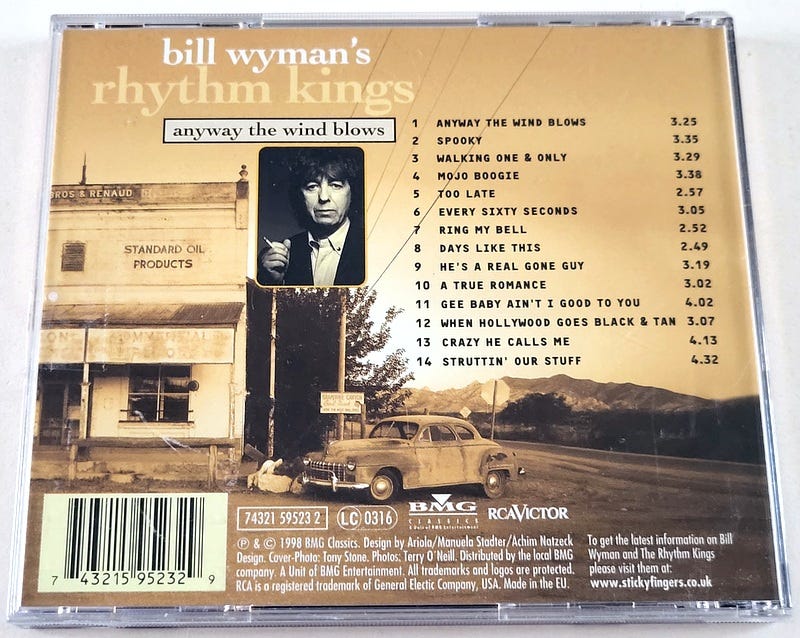 bill wyman's
rhythm kings
anyway the wind blows
1 ANYWAY THE WIND BLOWS 3.25
2 SPOOKY 3.35
3 WALKING ONE & ONLY 3.29
4 MOJO BOOGIE 3.38
5 TOO LATE 2.57
6 EVERY SIXTY SECONDS 3.05
7 RING MY BELL 2.52
8 DAYS LIKE THIS 2.49
9 HE'S A REAL GONE GUY 3.19
10 A TRUE ROMANCE 3.02
11 GEE BABY AIN'T I GOOD TO YOU 4.02
12 WHEN HOLLYWOOD GOES BLACK & TAN 3.07
13 CRAZY HE CALLS ME 4.13
14 STRUTTIN' OUR STUFF 4.32
BROS & RENAUD
STANDARD OIL
PRODUCTS
COMMERCIAL
7 43215 95232 9
74321 59523 2
LC 0316
BMG
CLASSICS
RCA VICTOR
℗ & © 1998 BMG Classics. Design by Ariola/Manuela Stadter/Achim Natzeck
Design. Cover-Photo: Tony Stone. Photos: Terry O'Neill. Distributed by the local BMG
company. A Unit of BMG Entertainment. All trademarks and logos are protected.
RCA is a registered trademark of General Electic Company, USA. Made in the EU.
To get the latest information on Bill
Wyman and The Rhythm Kings
please visit them at:
www.stickyfingers.co.uk